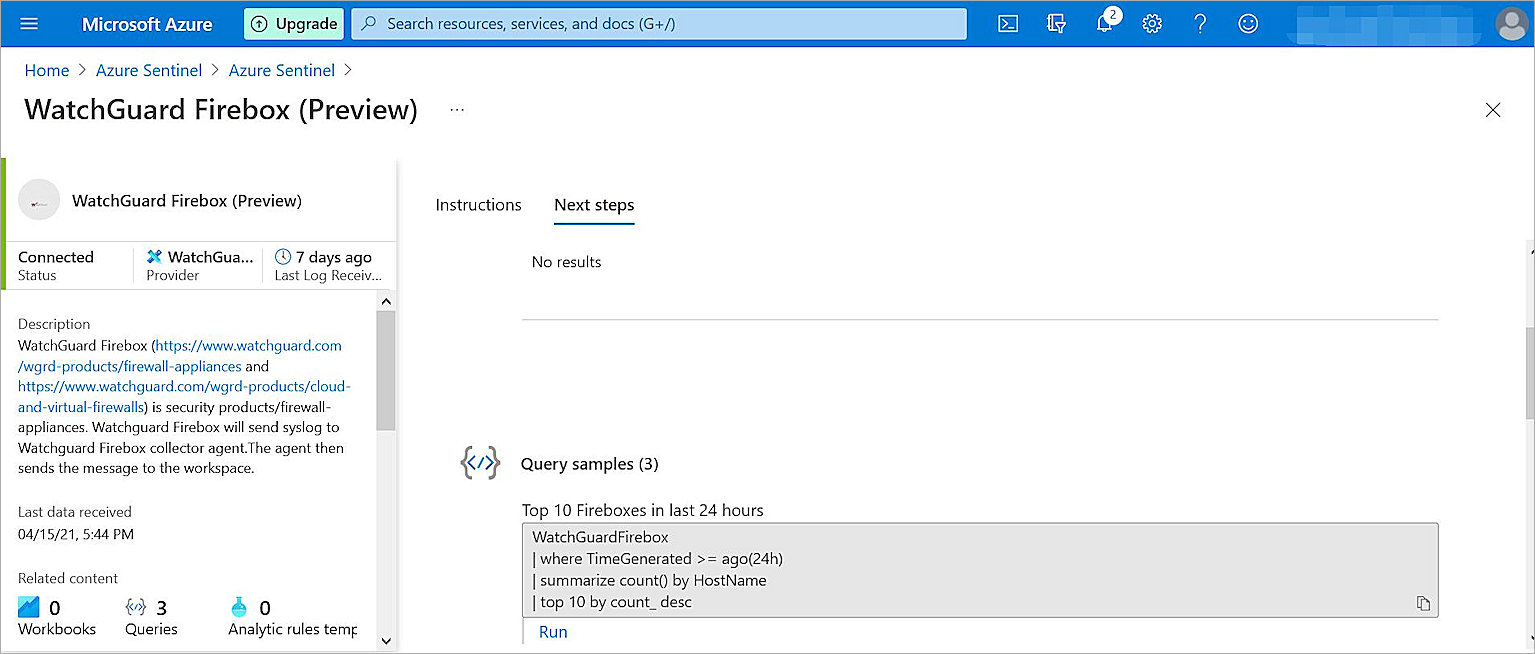 Microsoft Azure
Upgrade
Search resources, services, and docs (G+/)
2
Home > Azure Sentinel > Azure Sentinel >
WatchGuard Firebox (Preview) ...
WatchGuard Firebox (Preview)
Connected
Status
WatchGua...
Provider
7 days ago
Last Log Receiv...
Description
WatchGuard Firebox (https://www.watchguard.com
/wgrd-products/firewall-appliances and
https://www.watchguard.com/wgrd-products/cloud-
and-virtual-firewalls) is security products/firewall-
appliances. Watchguard Firebox will send syslog to
Watchguard Firebox collector agent.The agent then
sends the message to the workspace.
Last data received
04/15/21, 5:44 PM
Related content
0
Workbooks
3
Queries
0
Analytic rules temp
Instructions
Next steps
No results
Query samples (3)
Top 10 Fireboxes in last 24 hours
WatchGuardFirebox
| where TimeGenerated >= ago(24h)
| summarize count() by HostName
| top 10 by count_ desc
Run